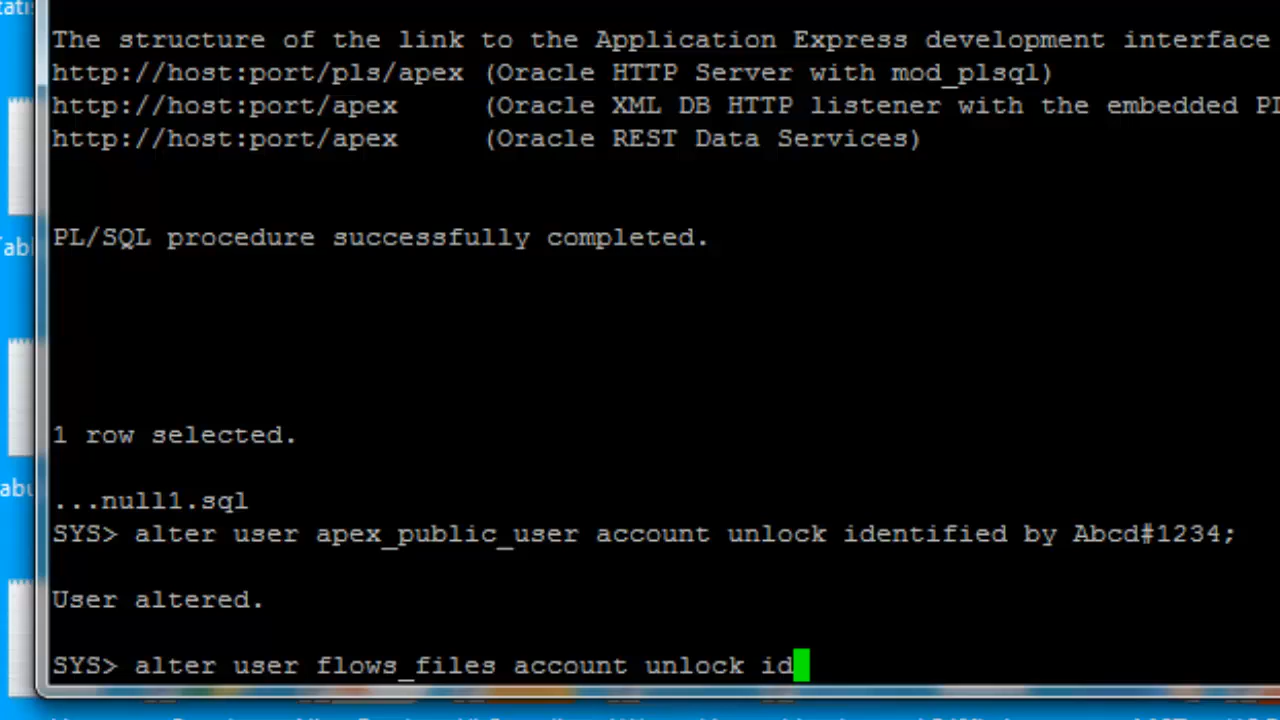 The structure of the link to the Application Express development interface
http://host:port/pls/apex (Oracle HTTP Server with mod_plsql)
http://host:port/apex (Oracle XML DB HTTP listener with the embedded
http://host:port/apex (Oracle REST Data Services)
PL/SQL procedure successfully completed.
1 row selected.
...null1.sql
SYS> alter user apex_public_user account unlock identified by Abcd#1234;
User altered.
SYS> alter user flows_files account unlock id